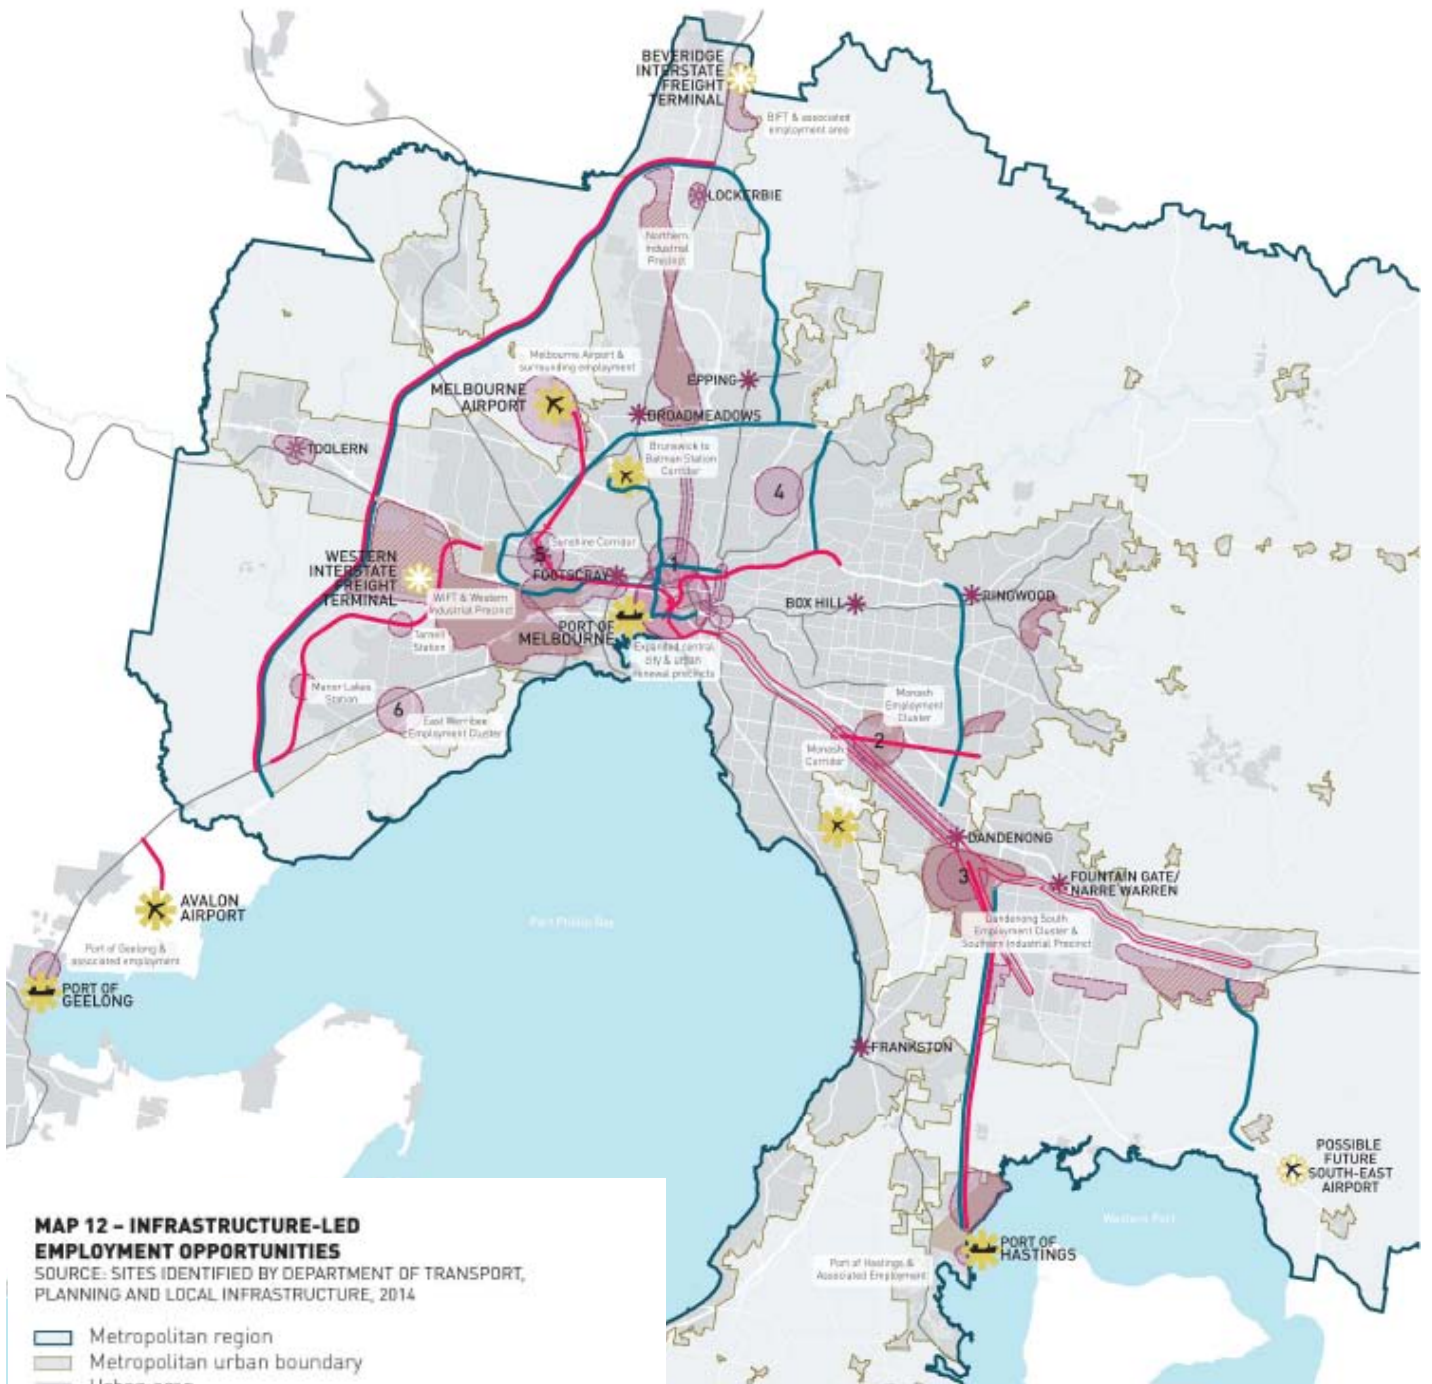 BEVERIDGE
INTERSTATE
FREIGHT
TERMINAL
BIFT & associated
employment area
LOCKERBIE
Northern
Industrial
Precinct
Melbourne Airport &
surrounding employment
MELBOURNE
AIRPORT
EPPING
BROADMEADOWS
TOOLERN
Brunswick to
Batman Station
Corridor
4
5
Sunshine Corridor
1
WESTERN
INTERSTATE
FREIGHT
TERMINAL
FOOTSCRAY
WIFT & Western
Industrial Precinct
BOX HILL
RINGWOOD
PORT OF
MELBOURNE
Tarneit
Station
Expanded central
city & urban
renewal precincts
Manor Lakes
Station
6
East Werribee
Employment Cluster
Monash
Employment
Cluster
2
Monash
Corridor
DANDENONG
3
FOUNTAIN GATE/
NARRE WARREN
AVALON
AIRPORT
Port Phillip Bay
Dandenong South
Employment Cluster &
Southern Industrial Precinct
Port of Geelong &
associated employment
PORT OF
GEELONG
FRANKSTON
POSSIBLE
FUTURE
SOUTH-EAST
AIRPORT
Western Port
PORT OF
HASTINGS
Port of Hastings &
Associated Employment
MAP 12 – INFRASTRUCTURE-LED
EMPLOYMENT OPPORTUNITIES
SOURCE: SITES IDENTIFIED BY DEPARTMENT OF TRANSPORT,
PLANNING AND LOCAL INFRASTRUCTURE, 2014
Metropolitan region
Metropolitan urban boundary
Urban area